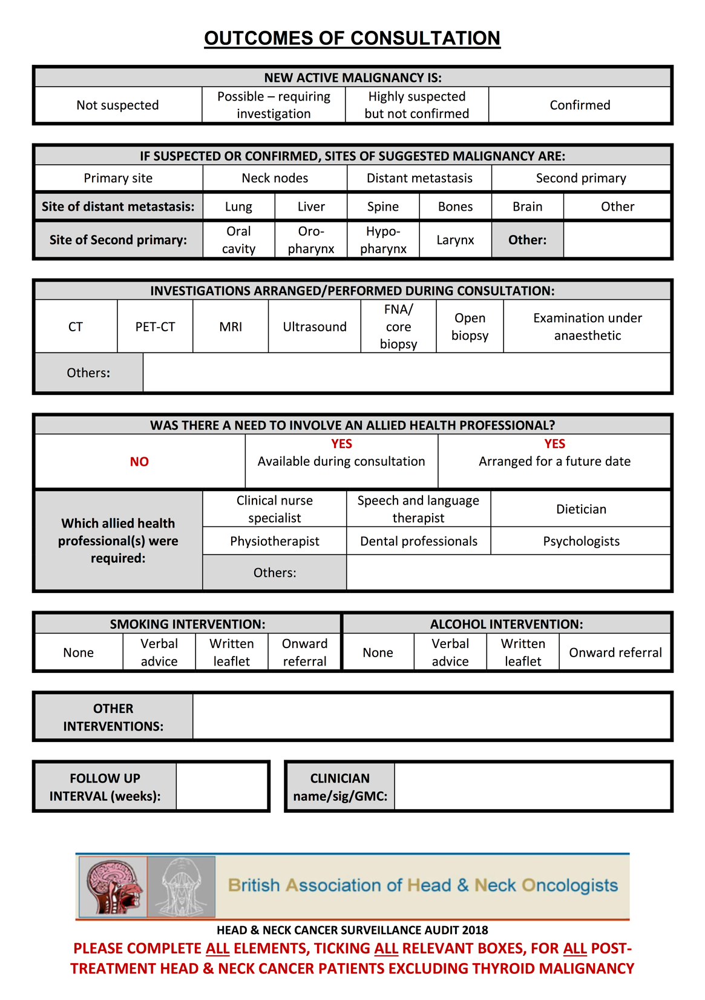 OUTCOMES OF CONSULTATION
NEW ACTIVE MALIGNANCY IS:
Not suspected
Possible – requiring
investigation
Highly suspected
but not confirmed
Confirmed
IF SUSPECTED OR CONFIRMED, SITES OF SUGGESTED MALIGNANCY ARE:
Primary site
Neck nodes
Distant metastasis
Second primary
Site of distant metastasis:
Lung
Liver
Spine
Bones
Brain
Other
Site of Second primary:
Oral
cavity
Oro-
pharynx
Hypo-
pharynx
Larynx
Other:
INVESTIGATIONS ARRANGED/PERFORMED DURING CONSULTATION:
CT
PET-CT
MRI
Ultrasound
FNA/
core
biopsy
Open
biopsy
Examination under
anaesthetic
Others:
WAS THERE A NEED TO INVOLVE AN ALLIED HEALTH PROFESSIONAL?
NO
YES
Available during consultation
YES
Arranged for a future date
Which allied health
professional(s) were
required:
Clinical nurse
specialist
Speech and language
therapist
Dietician
Physiotherapist
Dental professionals
Psychologists
Others:
SMOKING INTERVENTION:
ALCOHOL INTERVENTION:
None
Verbal
advice
Written
leaflet
Onward
referral
None
Verbal
advice
Written
leaflet
Onward referral
OTHER
INTERVENTIONS:
FOLLOW UP
INTERVAL (weeks):
CLINICIAN
name/sig/GMC:
British Association of Head & Neck Oncologists
HEAD & NECK CANCER SURVEILLANCE AUDIT 2018
PLEASE COMPLETE ALL ELEMENTS, TICKING ALL RELEVANT BOXES, FOR ALL POST-
TREATMENT HEAD & NECK CANCER PATIENTS EXCLUDING THYROID MALIGNANCY